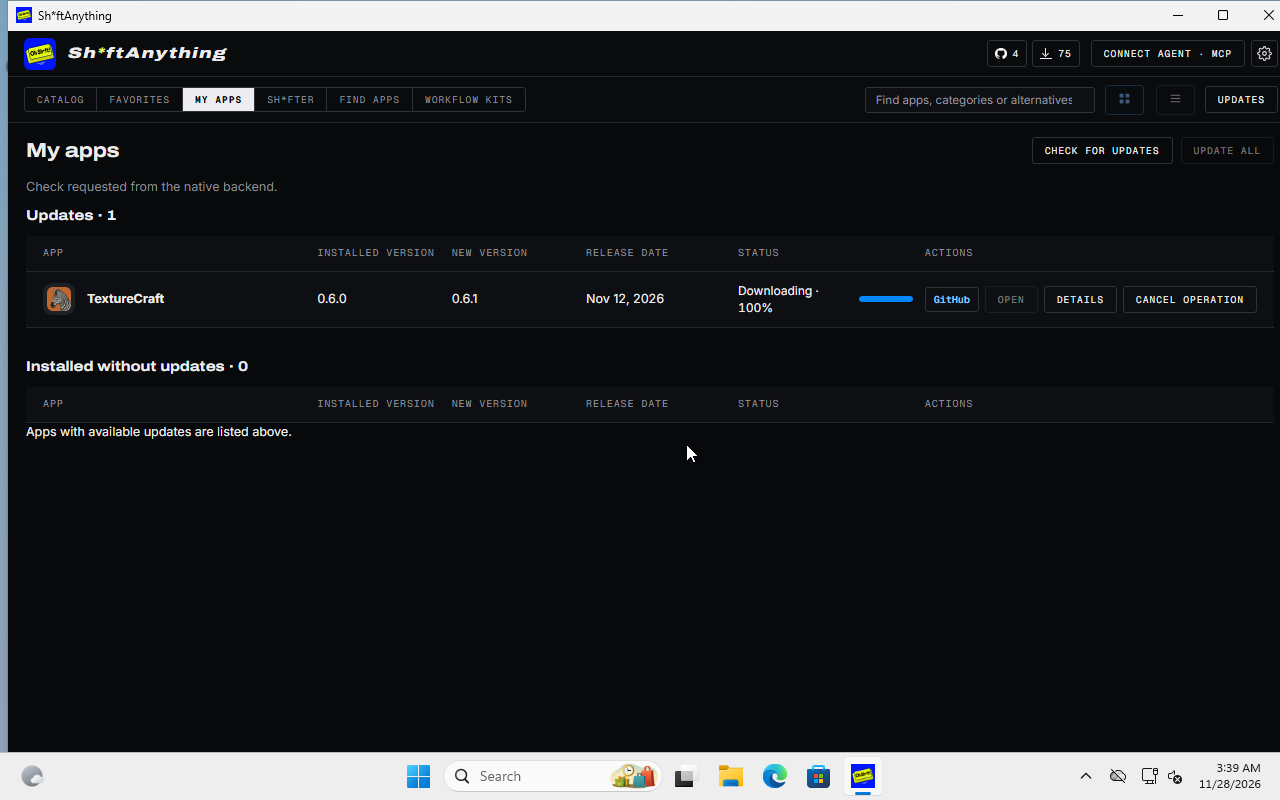 Sh*ftAnything
Oh Sh*ft!
Sh*ftAnything
4
75
CONNECT AGENT · MCP
CATALOG
FAVORITES
MY APPS
SH*FTER
FIND APPS
WORKFLOW KITS
Find apps, categories or alternatives
UPDATES
My apps
CHECK FOR UPDATES
UPDATE ALL
Check requested from the native backend.
Updates · 1
APP
INSTALLED VERSION
NEW VERSION
RELEASE DATE
STATUS
ACTIONS
TextureCraft
0.6.0
0.6.1
Nov 12, 2026
Downloading ·
100%
GitHub
OPEN
DETAILS
CANCEL OPERATION
Installed without updates · 0
APP
INSTALLED VERSION
NEW VERSION
RELEASE DATE
STATUS
ACTIONS
Apps with available updates are listed above.
Search
3:39 AM
11/28/2026